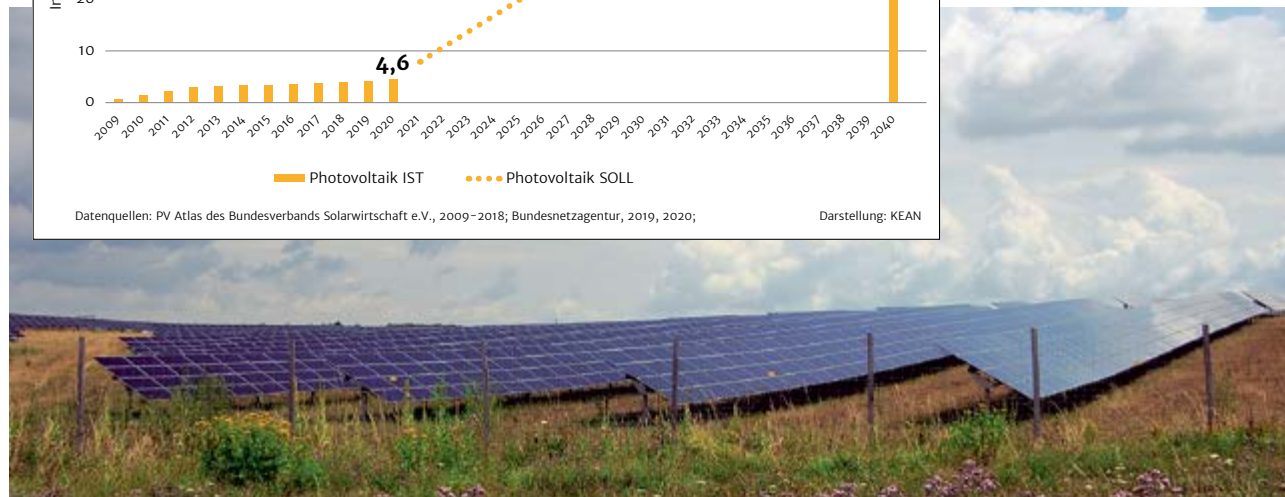 20
10
4,6
0
2009 2010 2011 2012 2013 2014 2015 2016 2017 2018 2019 2020 2021 2022 2023 2024 2025 2026 2027 2028 2029 2030 2031 2032 2033 2034 2035 2036 2037 2038 2039 2040
Photovoltaik IST Photovoltaik SOLL
Datenquellen: PV Atlas des Bundesverbands Solarwirtschaft e.V., 2009-2018; Bundesnetzagentur, 2019, 2020; Darstellung: KEAN